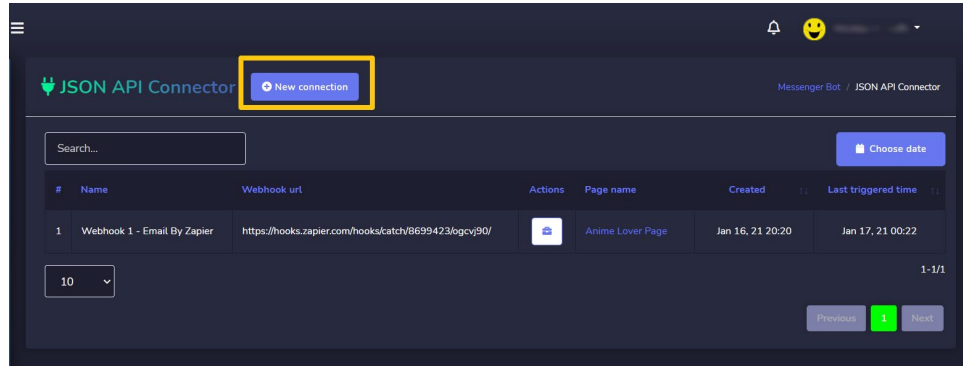 JSON API Connector
New connection
Messenger Bot / JSON API Connector
Search...
Choose date
# Name Webhook url Actions Page name Created Last triggered time
1 Webhook 1 - Email By Zapier https://hooks.zapier.com/hooks/catch/8699423/ogcvj90/ Anime Lover Page Jan 16, 21 20:20 Jan 17, 21 00:22
10
1-1/1
Previous 1 Next